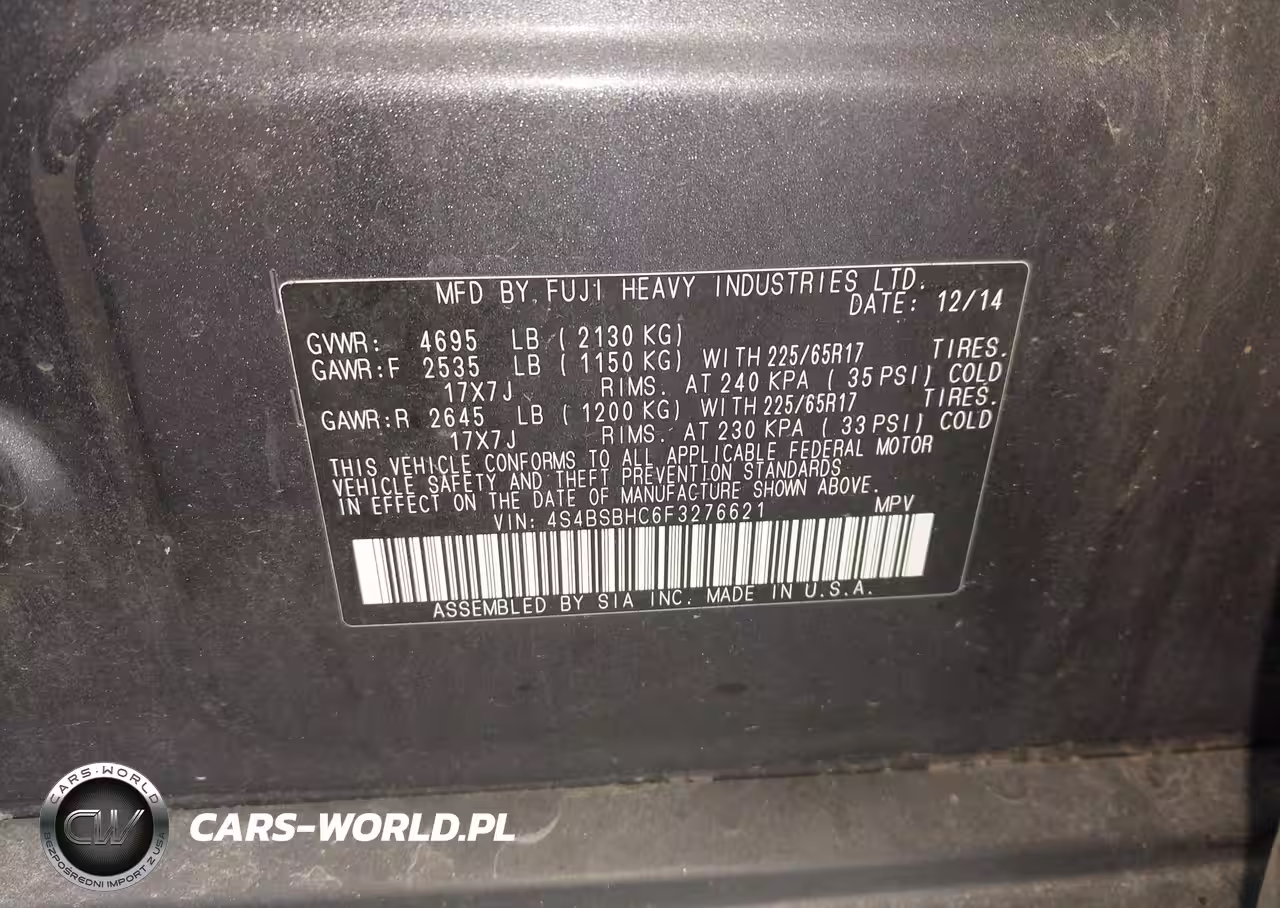 MFD BY FUJI HEAVY INDUSTRIES LTD.
DATE: 12/14
GVWR: 4695 LB ( 2130 KG)
GAWR:F 2535 LB ( 1150 KG) WITH 225/65R17 TIRES.
17X7J RIMS. AT 240 KPA ( 35 PSI) COLD
GAWR:R 2645 LB ( 1200 KG) WITH 225/65R17 TIRES.
17X7J RIMS. AT 230 KPA ( 33 PSI) COLD
THIS VEHICLE CONFORMS TO ALL APPLICABLE FEDERAL MOTOR
VEHICLE SAFETY AND THEFT PREVENTION STANDARDS
IN EFFECT ON THE DATE OF MANUFACTURE SHOWN ABOVE.
VIN: 4S4BSBHC6F3276621 MPV
ASSEMBLED BY SIA INC. MADE IN U.S.A.
CARS-WORLD
CW
BEZPOŚREDNI IMPORT Z USA
CARS-WORLD.PL